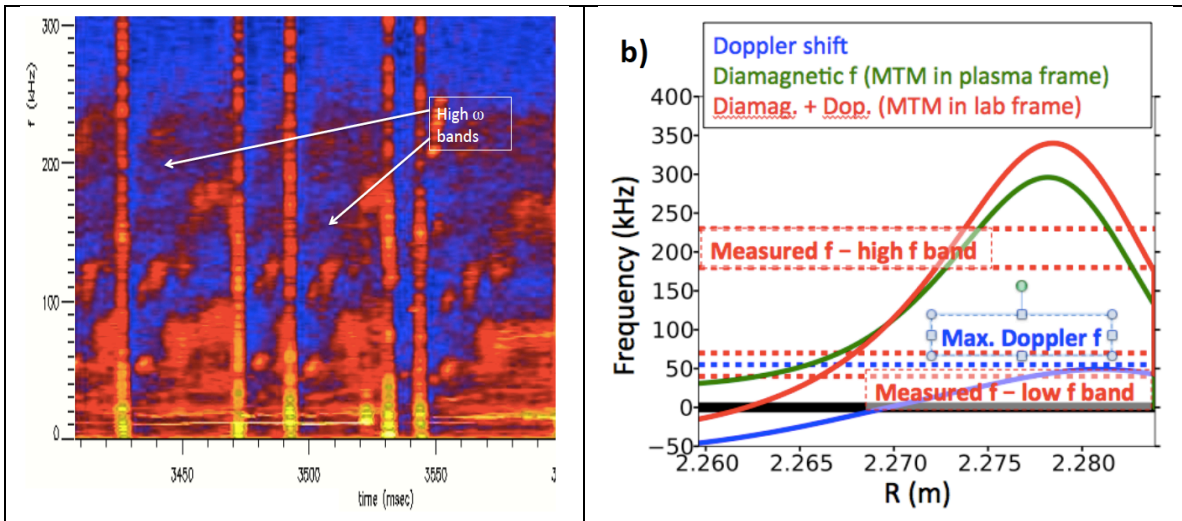 300
200
100
0
f (kHz)
High ω
bands
3450
3500
3550
3
time (msec)
b)
Doppler shift
Diamagnetic f (MTM in plasma frame)
Diamag. + Dop. (MTM in lab frame)
400
350
300
250
200
150
100
50
0
−50
Frequency (kHz)
Measured f – high f band
Max. Doppler f
Measured f – low f band
2.260
2.265
2.270
2.275
2.280
R (m)